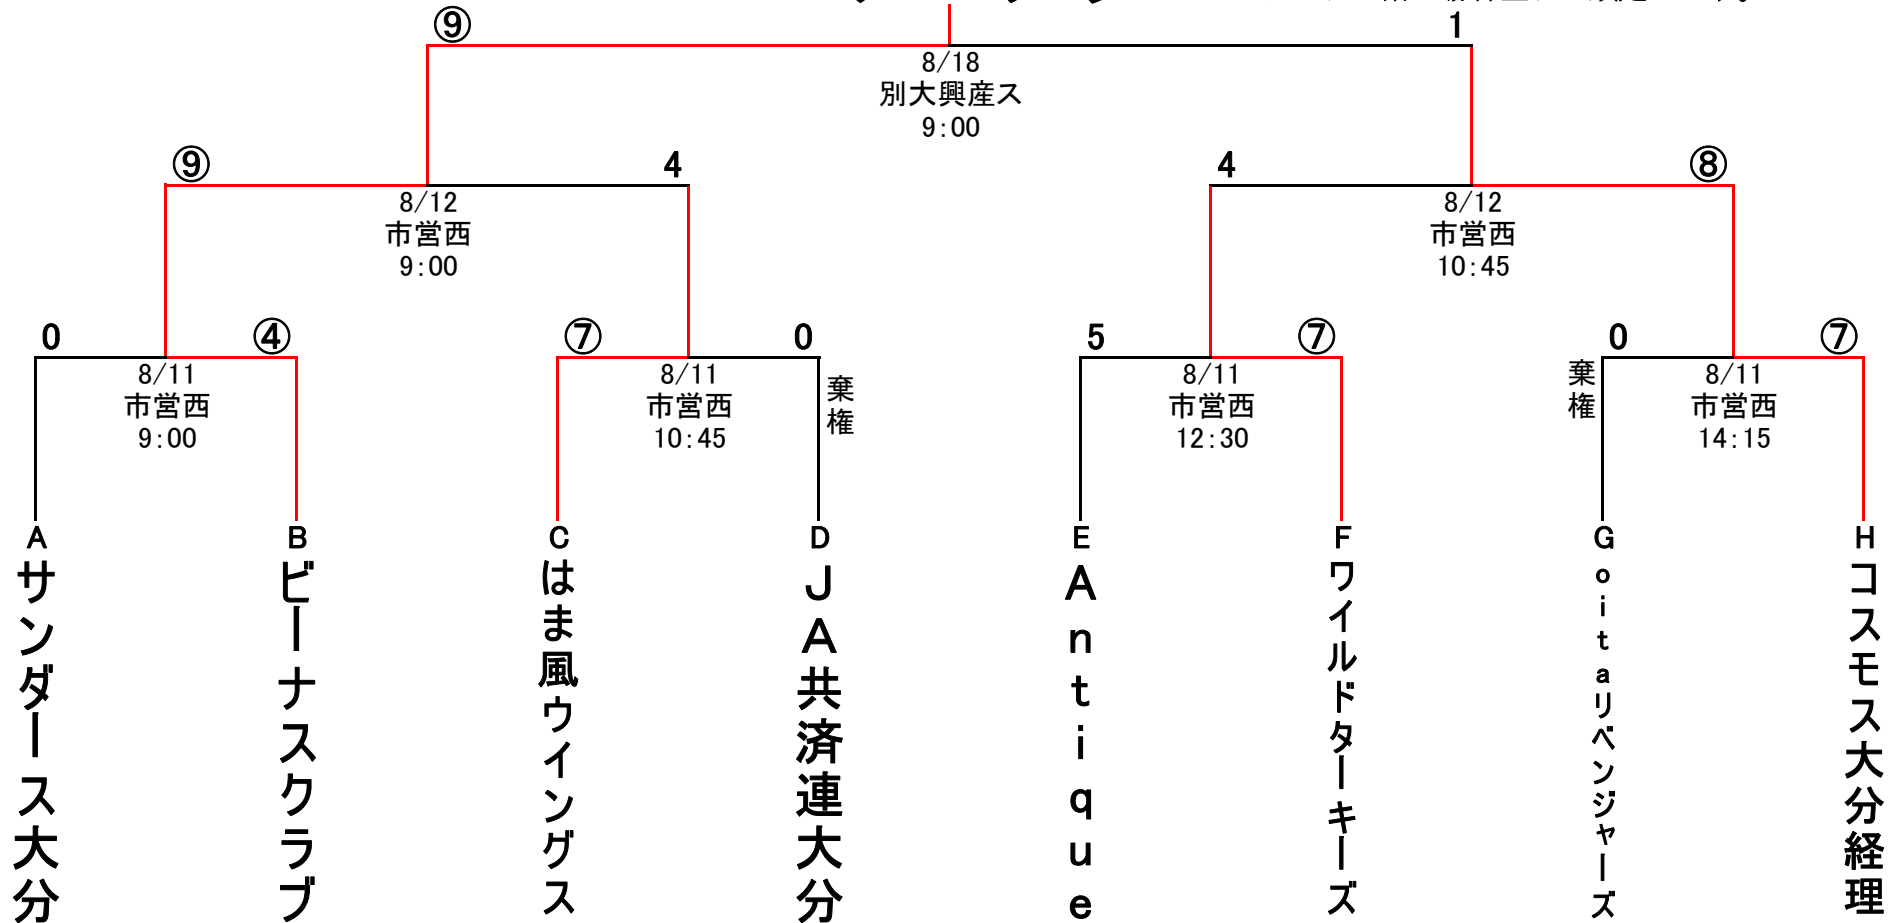 ⑨
1
8/18
別大興産ス
9:00
⑨
4
4
⑧
8/12
市営西
9:00
8/12
市営西
10:45
0
④
⑦
0
5
⑦
0
⑦
8/11
市営西
9:00
8/11
市営西
10:45
棄権
8/11
市営西
12:30
棄権
8/11
市営西
14:15
A
B
C
D
E
F
G
H
サンダース大分
ビーナスクラブ
はま風ウイングス
JA共済連大分
Antique
ワイルドターキーズ
oitaリベンジャーズ
コスモス大分経理